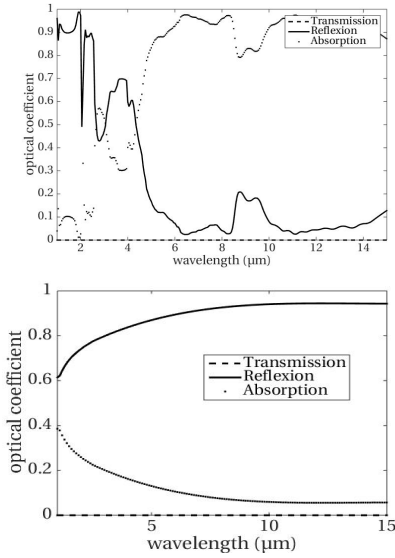 1
0.9
0.8
0.7
0.6
0.5
0.4
0.3
0.2
0.1
0
optical coefficient
Transmission
Reflexion
Absorption
2 4 6 8 10 12 14
wavelength (µm)
1
0.8
0.6
0.4
0.2
0
optical coefficient
Transmission
Reflexion
Absorption
5 10 15
wavelength (µm)